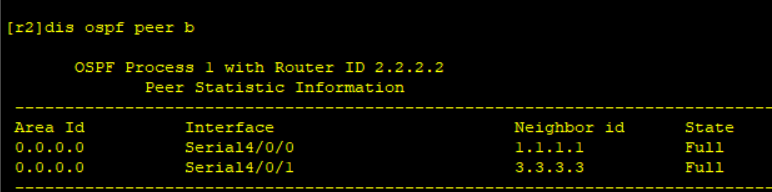 [r2]dis ospf peer b
OSPF Process 1 with Router ID 2.2.2.2
Peer Statistic Information
----------------------------------------------------------------------------
Area Id Interface Neighbor id State
0.0.0.0 Serial4/0/0 1.1.1.1 Full
0.0.0.0 Serial4/0/1 3.3.3.3 Full
----------------------------------------------------------------------------